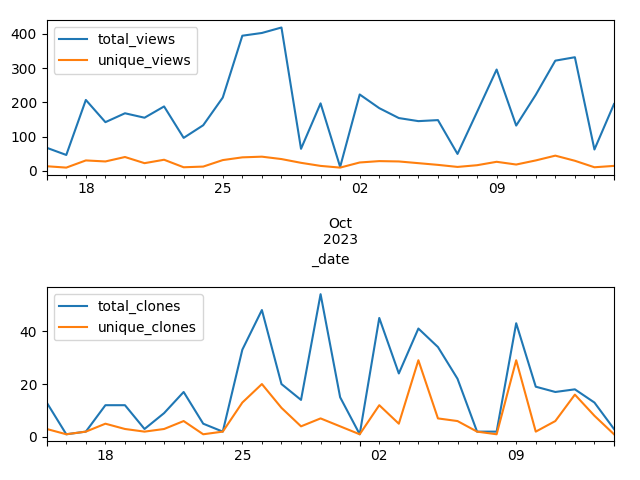 400
300
200
100
0
total_views
unique_views
18
25
02
09
Oct
2023
_date
40
20
0
total_clones
unique_clones
18
25
02
09